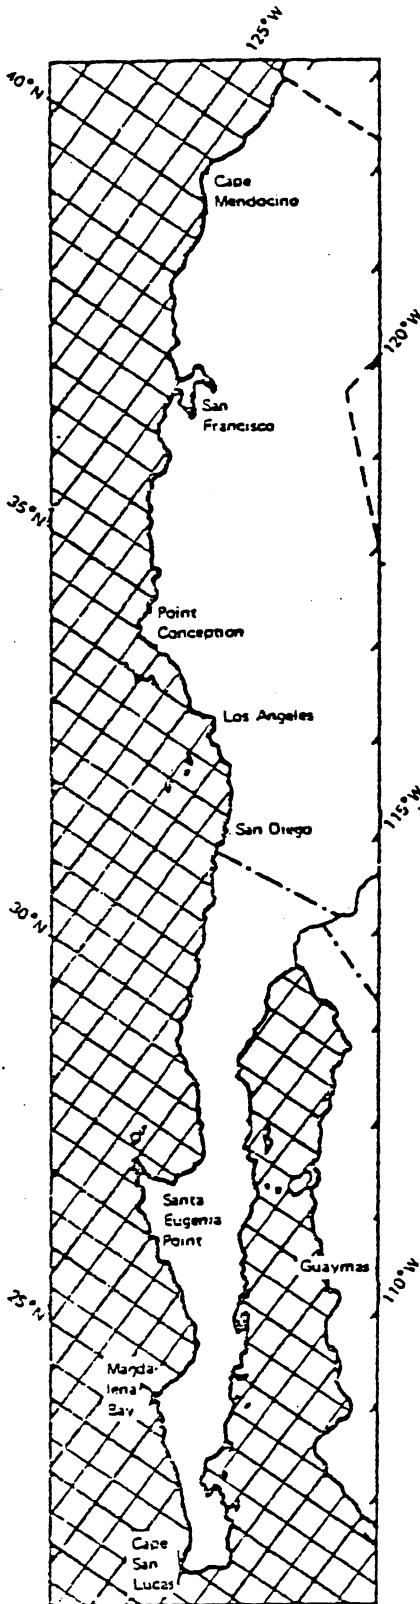 125°W
40°N
Cape
Mendocino
120°W
San
Francisco
35°N
Point
Conception
Los Angeles
115°W
San Diego
30°N
Santa
Eugenia
Point
Guaymas
110°W
25°N
Magda-
lena
Bay
Cape
San
Lucas